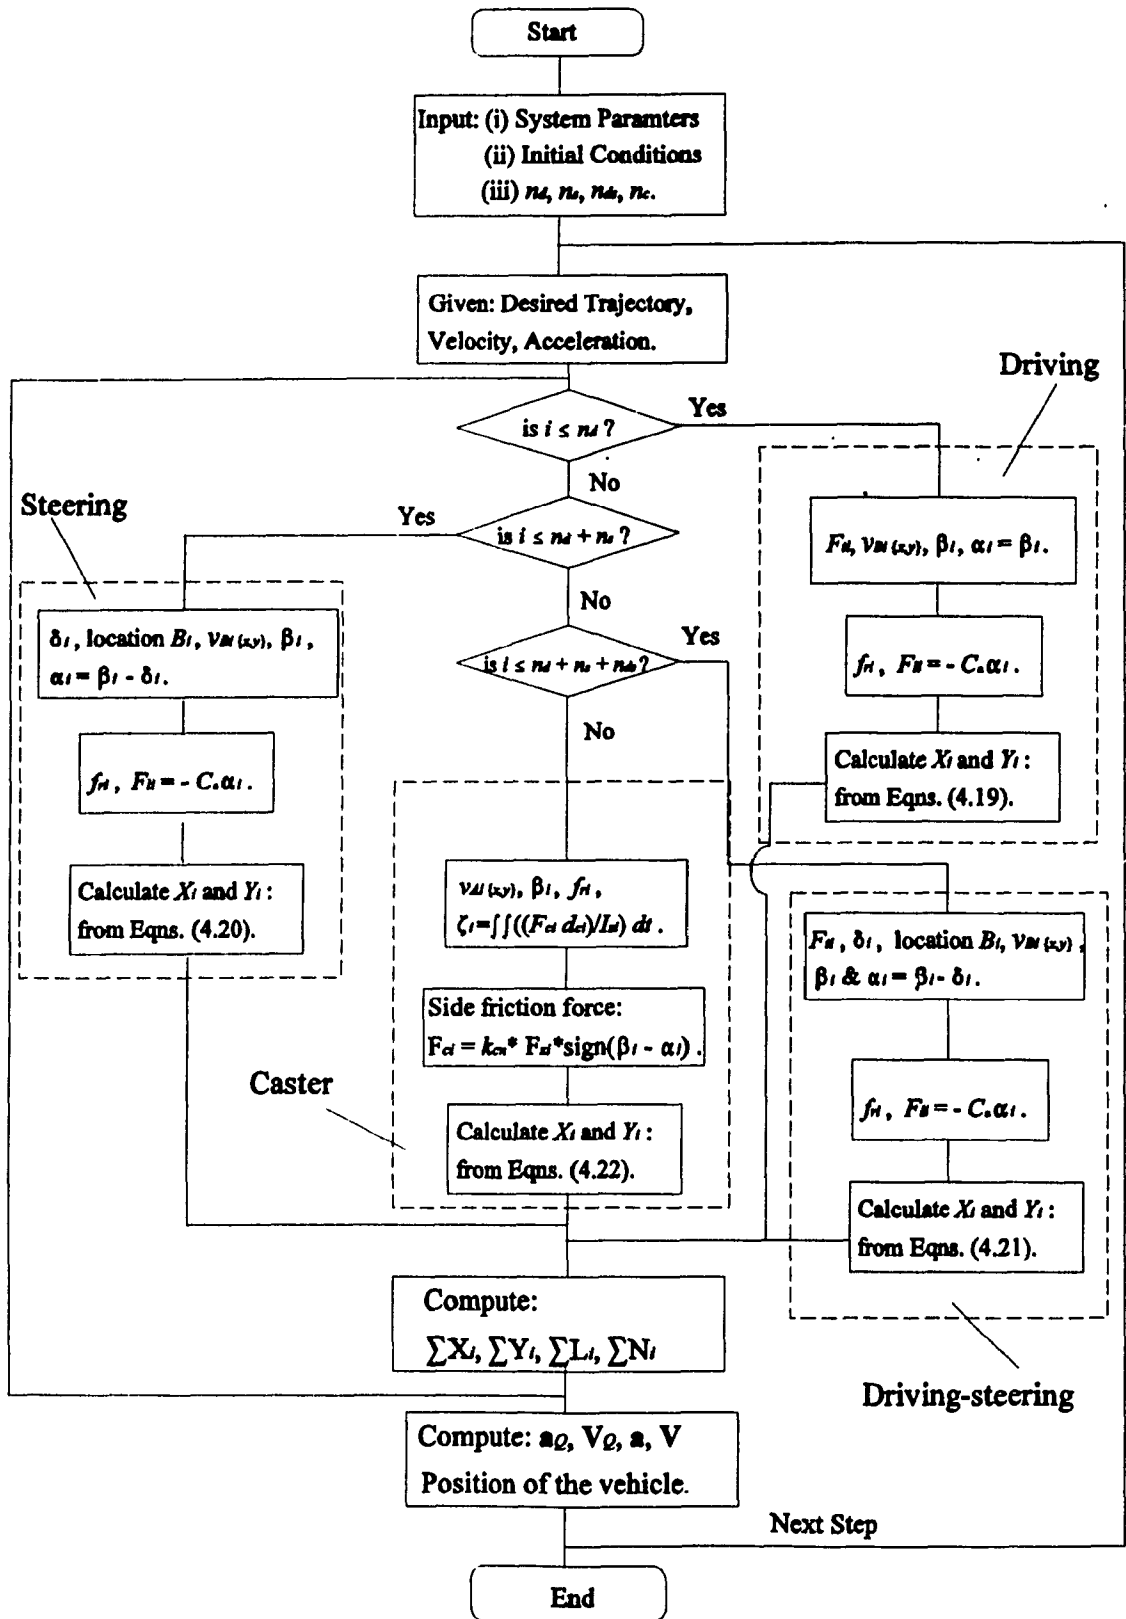 Start
Input: (i) System Paramters
(ii) Initial Conditions
(iii) nd, ns, nds, nc.
Given: Desired Trajectory,
Velocity, Acceleration.
Driving
is i ≤ nd ?
Yes
No
Steering
Yes
is i ≤ nd + ns ?
No
Fti, vBi {x,y}, βi, αi = βi.
δi , location Bi, vBi {x,y}, βi ,
αi = βi - δi.
is i ≤ nd + ns + nds?
Yes
No
fri , Fli = - Cs αi .
fri , Fli = - Cs αi .
Calculate Xi and Yi :
from Eqns. (4.19).
Calculate Xi and Yi :
from Eqns. (4.20).
vAi {x,y}, βi, fri ,
ζi=∫∫((Fci dci)/Izi) dt .
Fti , δi , location Bi, vBi {x,y} ,
βi & αi = βi - δi.
Side friction force:
Fci = kcn* Fzi*sign(βi - αi) .
Caster
fri , Fli = - Cs αi .
Calculate Xi and Yi :
from Eqns. (4.22).
Calculate Xi and Yi :
from Eqns. (4.21).
Compute:
∑Xi, ∑Yi, ∑Li, ∑Ni
Driving-steering
Compute: aQ, VQ, a, V
Position of the vehicle.
Next Step
End